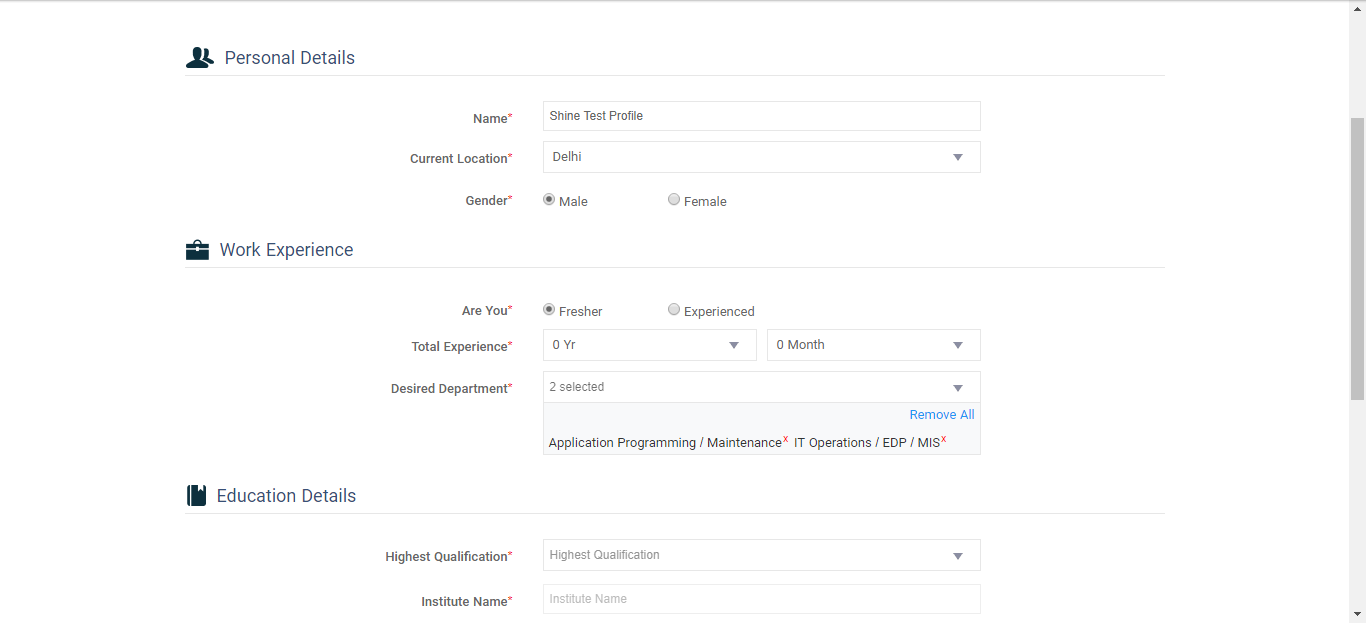 Personal Details
Name* Shine Test Profile
Current Location* Delhi
Gender* Male Female
Work Experience
Are You* Fresher Experienced
Total Experience* 0 Yr 0 Month
Desired Department* 2 selected
Remove All
Application Programming / Maintenancex IT Operations / EDP / MISx
Education Details
Highest Qualification* Highest Qualification
Institute Name* Institute Name